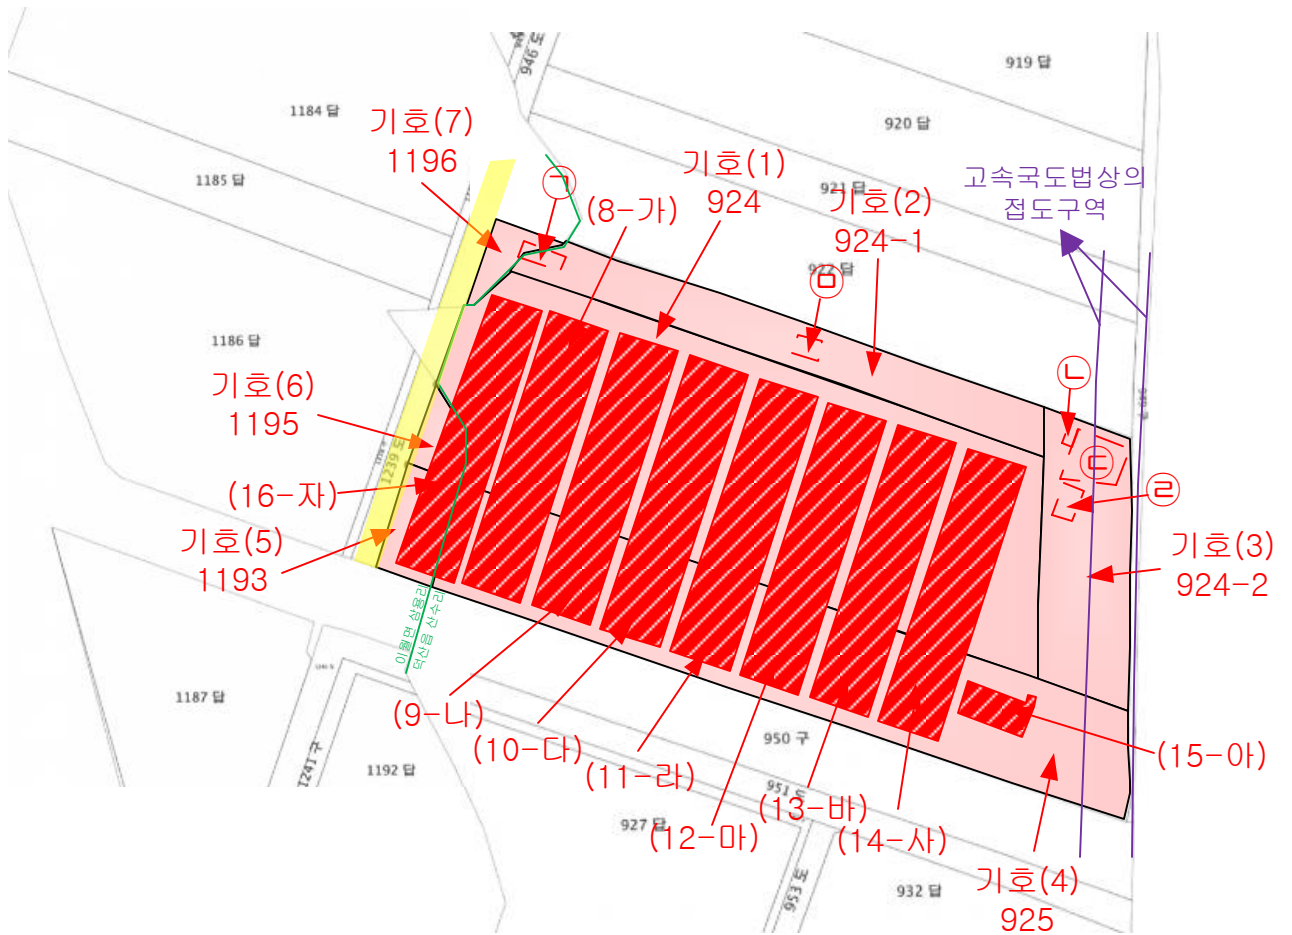 946 도
919 답
1184 답
920 답
기호(7)
1196
1185 답
기호(1)
924
921 답
고속국도법상의
접도구역
㉠
(8-가)
기호(2)
924-1
922 답
㉤
1186 답
기호(6)
1195
㉡
㉢
㉣
1239 도
(16-자)
기호(5)
1193
기호(3)
924-2
이월면 삼용리
덕산읍 산수리
1187 답
(9-나)
(10-다)
(11-라)
(12-마)
(13-바)
(14-사)
(15-아)
950 구
951 도
1241 구
1192 답
927 답
953 도
932 답
기호(4)
925